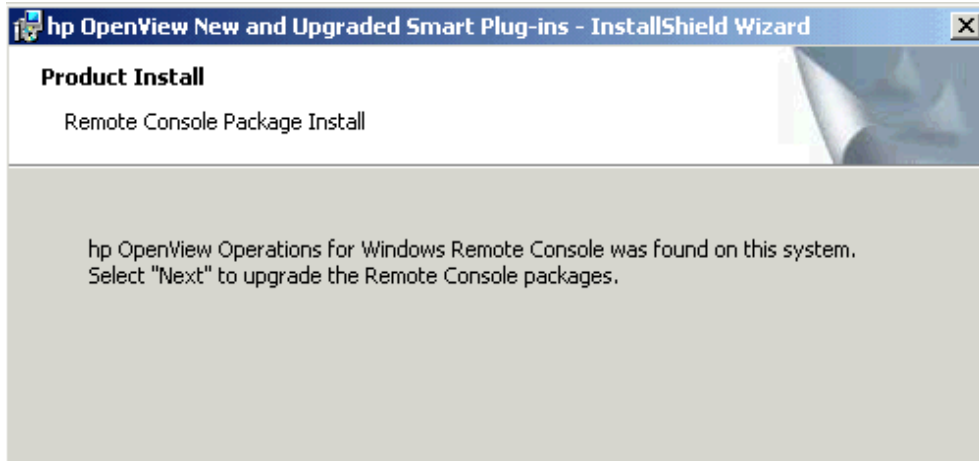 hp OpenView New and Upgraded Smart Plug-ins - InstallShield Wizard
Product Install
Remote Console Package Install
hp OpenView Operations for Windows Remote Console was found on this system.
Select "Next" to upgrade the Remote Console packages.